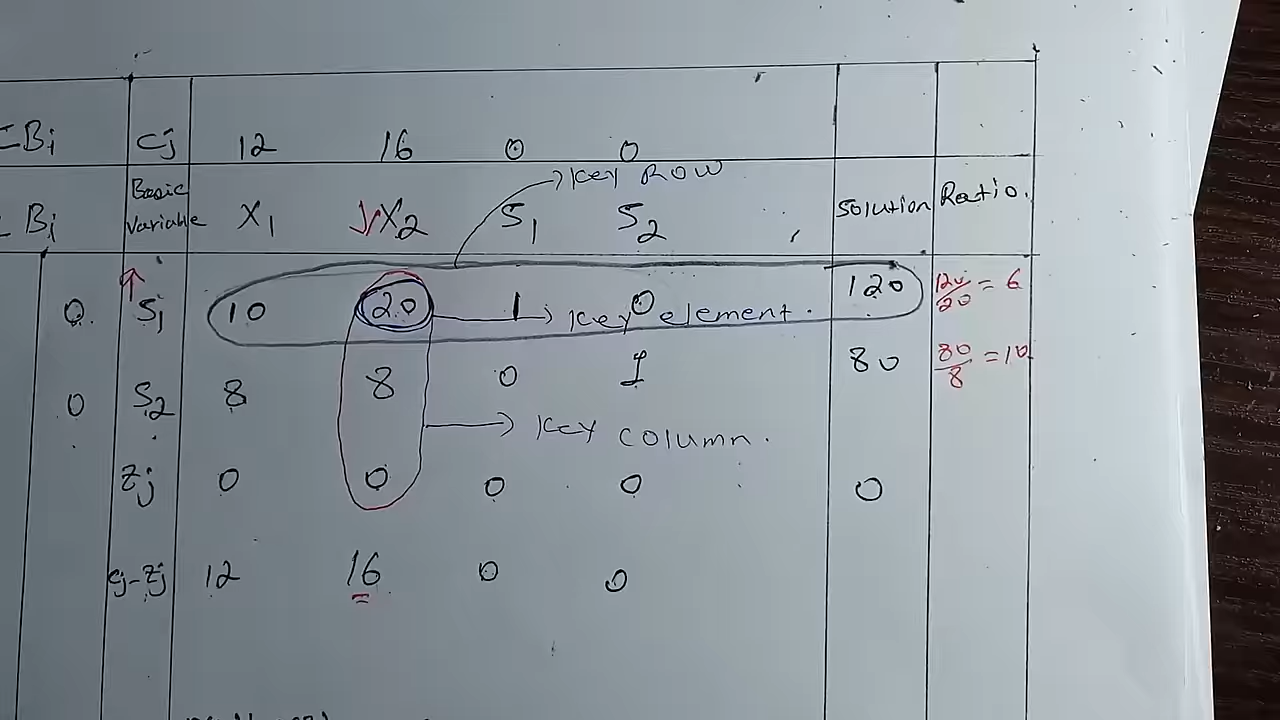 CBi Cj 12 16 0 0
→ Key Row
Bi Basic Variable X1 √X2 S1 S2 Solution Ratio.
0. S1 10 20 1 0 120 120/20 = 6
→ Key element.
0 S2 8 8 0 1 80 80/8 = 10
→ Key column.
Zj 0 0 0 0 0
Cj-Zj 12 16 0 0